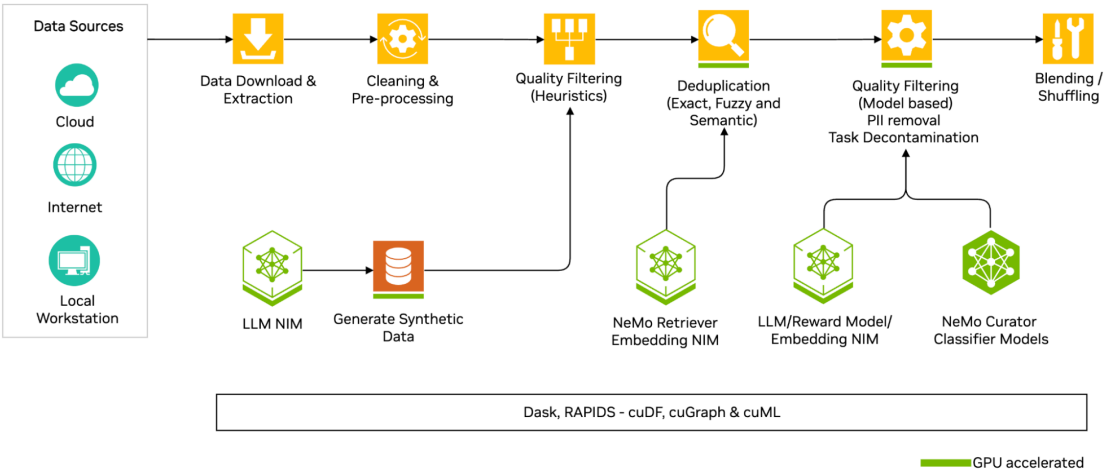 Data Sources
Cloud
Internet
Local
Workstation
Data Download &
Extraction
Cleaning &
Pre-processing
Quality Filtering
(Heuristics)
Deduplication
(Exact, Fuzzy and
Semantic)
Quality Filtering
(Model based)
PII removal
Task Decontamination
Blending /
Shuffling
LLM NIM
Generate Synthetic
Data
NeMo Retriever
Embedding NIM
LLM/Reward Model/
Embedding NIM
NeMo Curator
Classifier Models
Dask, RAPIDS - cuDF, cuGraph & cuML
GPU accelerated